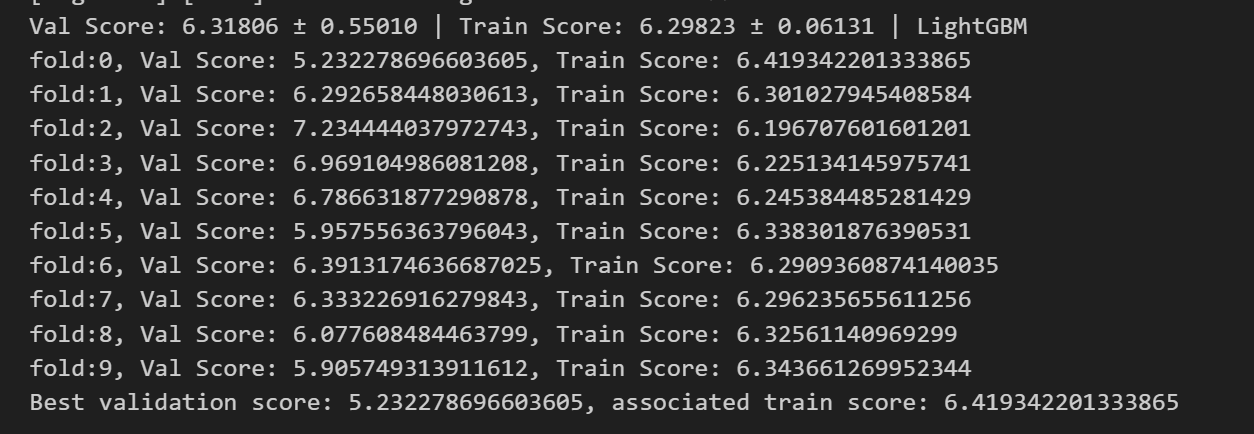 Val Score: 6.31806 ± 0.55010 | Train Score: 6.29823 ± 0.06131 | LightGBM
fold:0, Val Score: 5.232278696603605, Train Score: 6.419342201333865
fold:1, Val Score: 6.292658448030613, Train Score: 6.301027945408584
fold:2, Val Score: 7.234444037972743, Train Score: 6.196707601601201
fold:3, Val Score: 6.969104986081208, Train Score: 6.225134145975741
fold:4, Val Score: 6.786631877290878, Train Score: 6.245384485281429
fold:5, Val Score: 5.957556363796043, Train Score: 6.338301876390531
fold:6, Val Score: 6.3913174636687025, Train Score: 6.2909360874140035
fold:7, Val Score: 6.333226916279843, Train Score: 6.296235655611256
fold:8, Val Score: 6.077608484463799, Train Score: 6.32561140969299
fold:9, Val Score: 5.905749313911612, Train Score: 6.343661269952344
Best validation score: 5.232278696603605, associated train score: 6.419342201333865